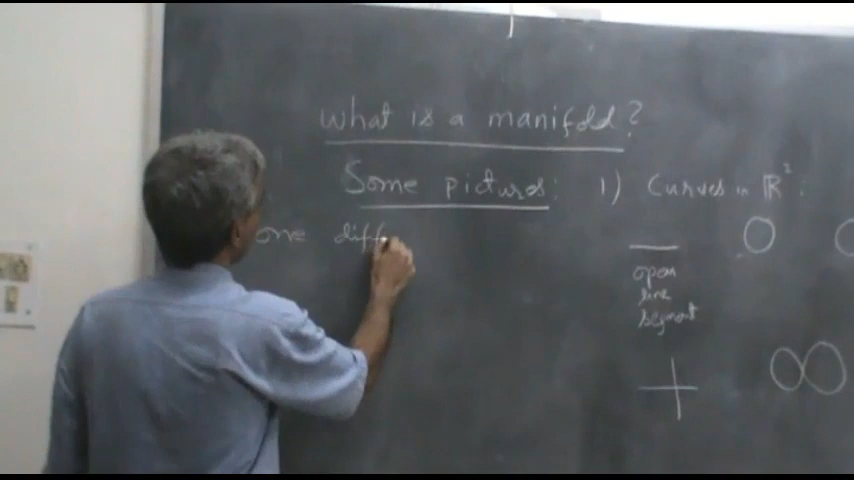 What is a manifold?
Some pictures: 1) Curves in ℝ²:
one diff
open
line
segment